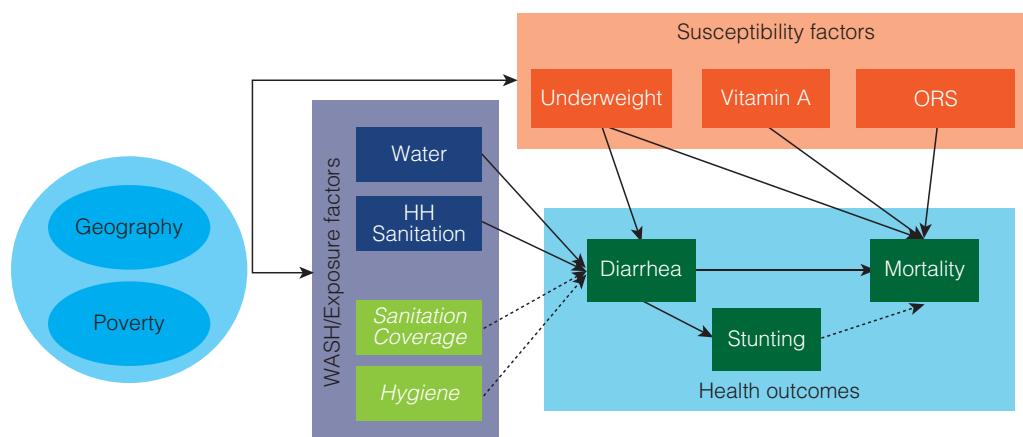 Susceptibility factors
Underweight
Vitamin A
ORS
Geography
Poverty
WASH/Exposure factors
Water
HH
Sanitation
Sanitation
Coverage
Hygiene
Diarrhea
Mortality
Stunting
Health outcomes